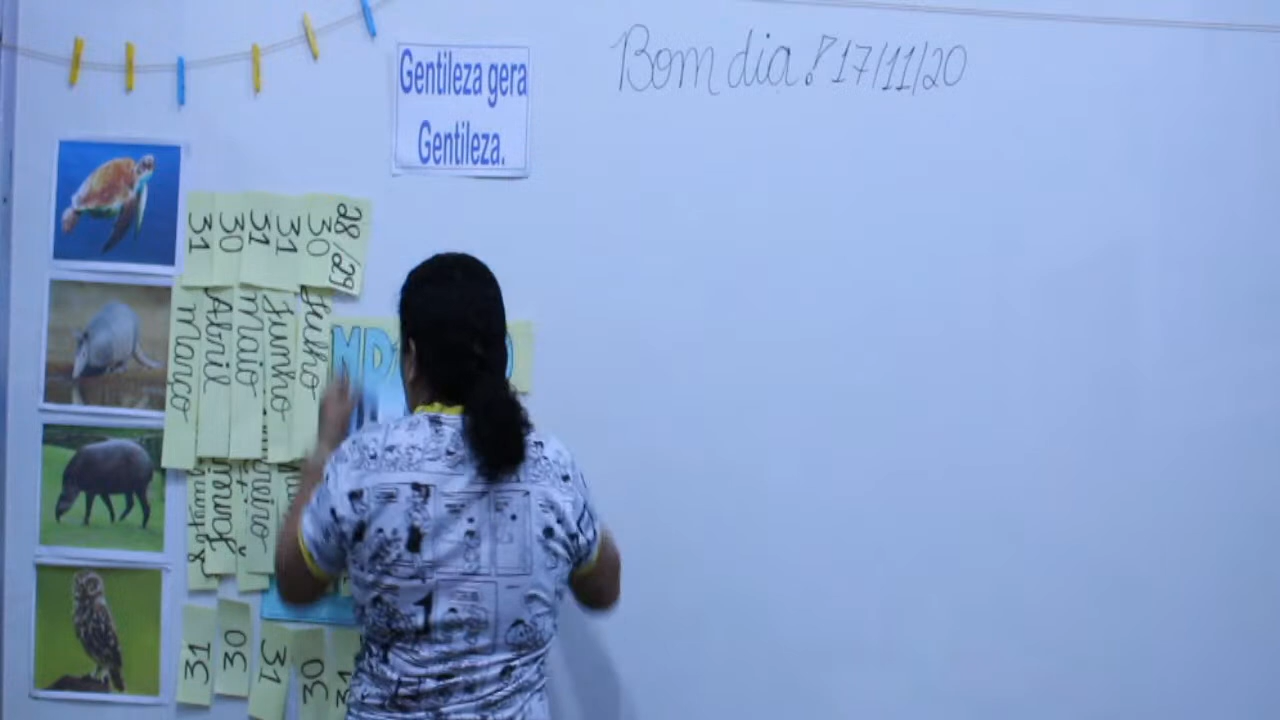 Bom dia! 17/11/20
Gentileza gera
Gentileza.
31
30
31
31
30
28/29
Março
Abril
Maio
Junho
Julho
31
30
31
30
31